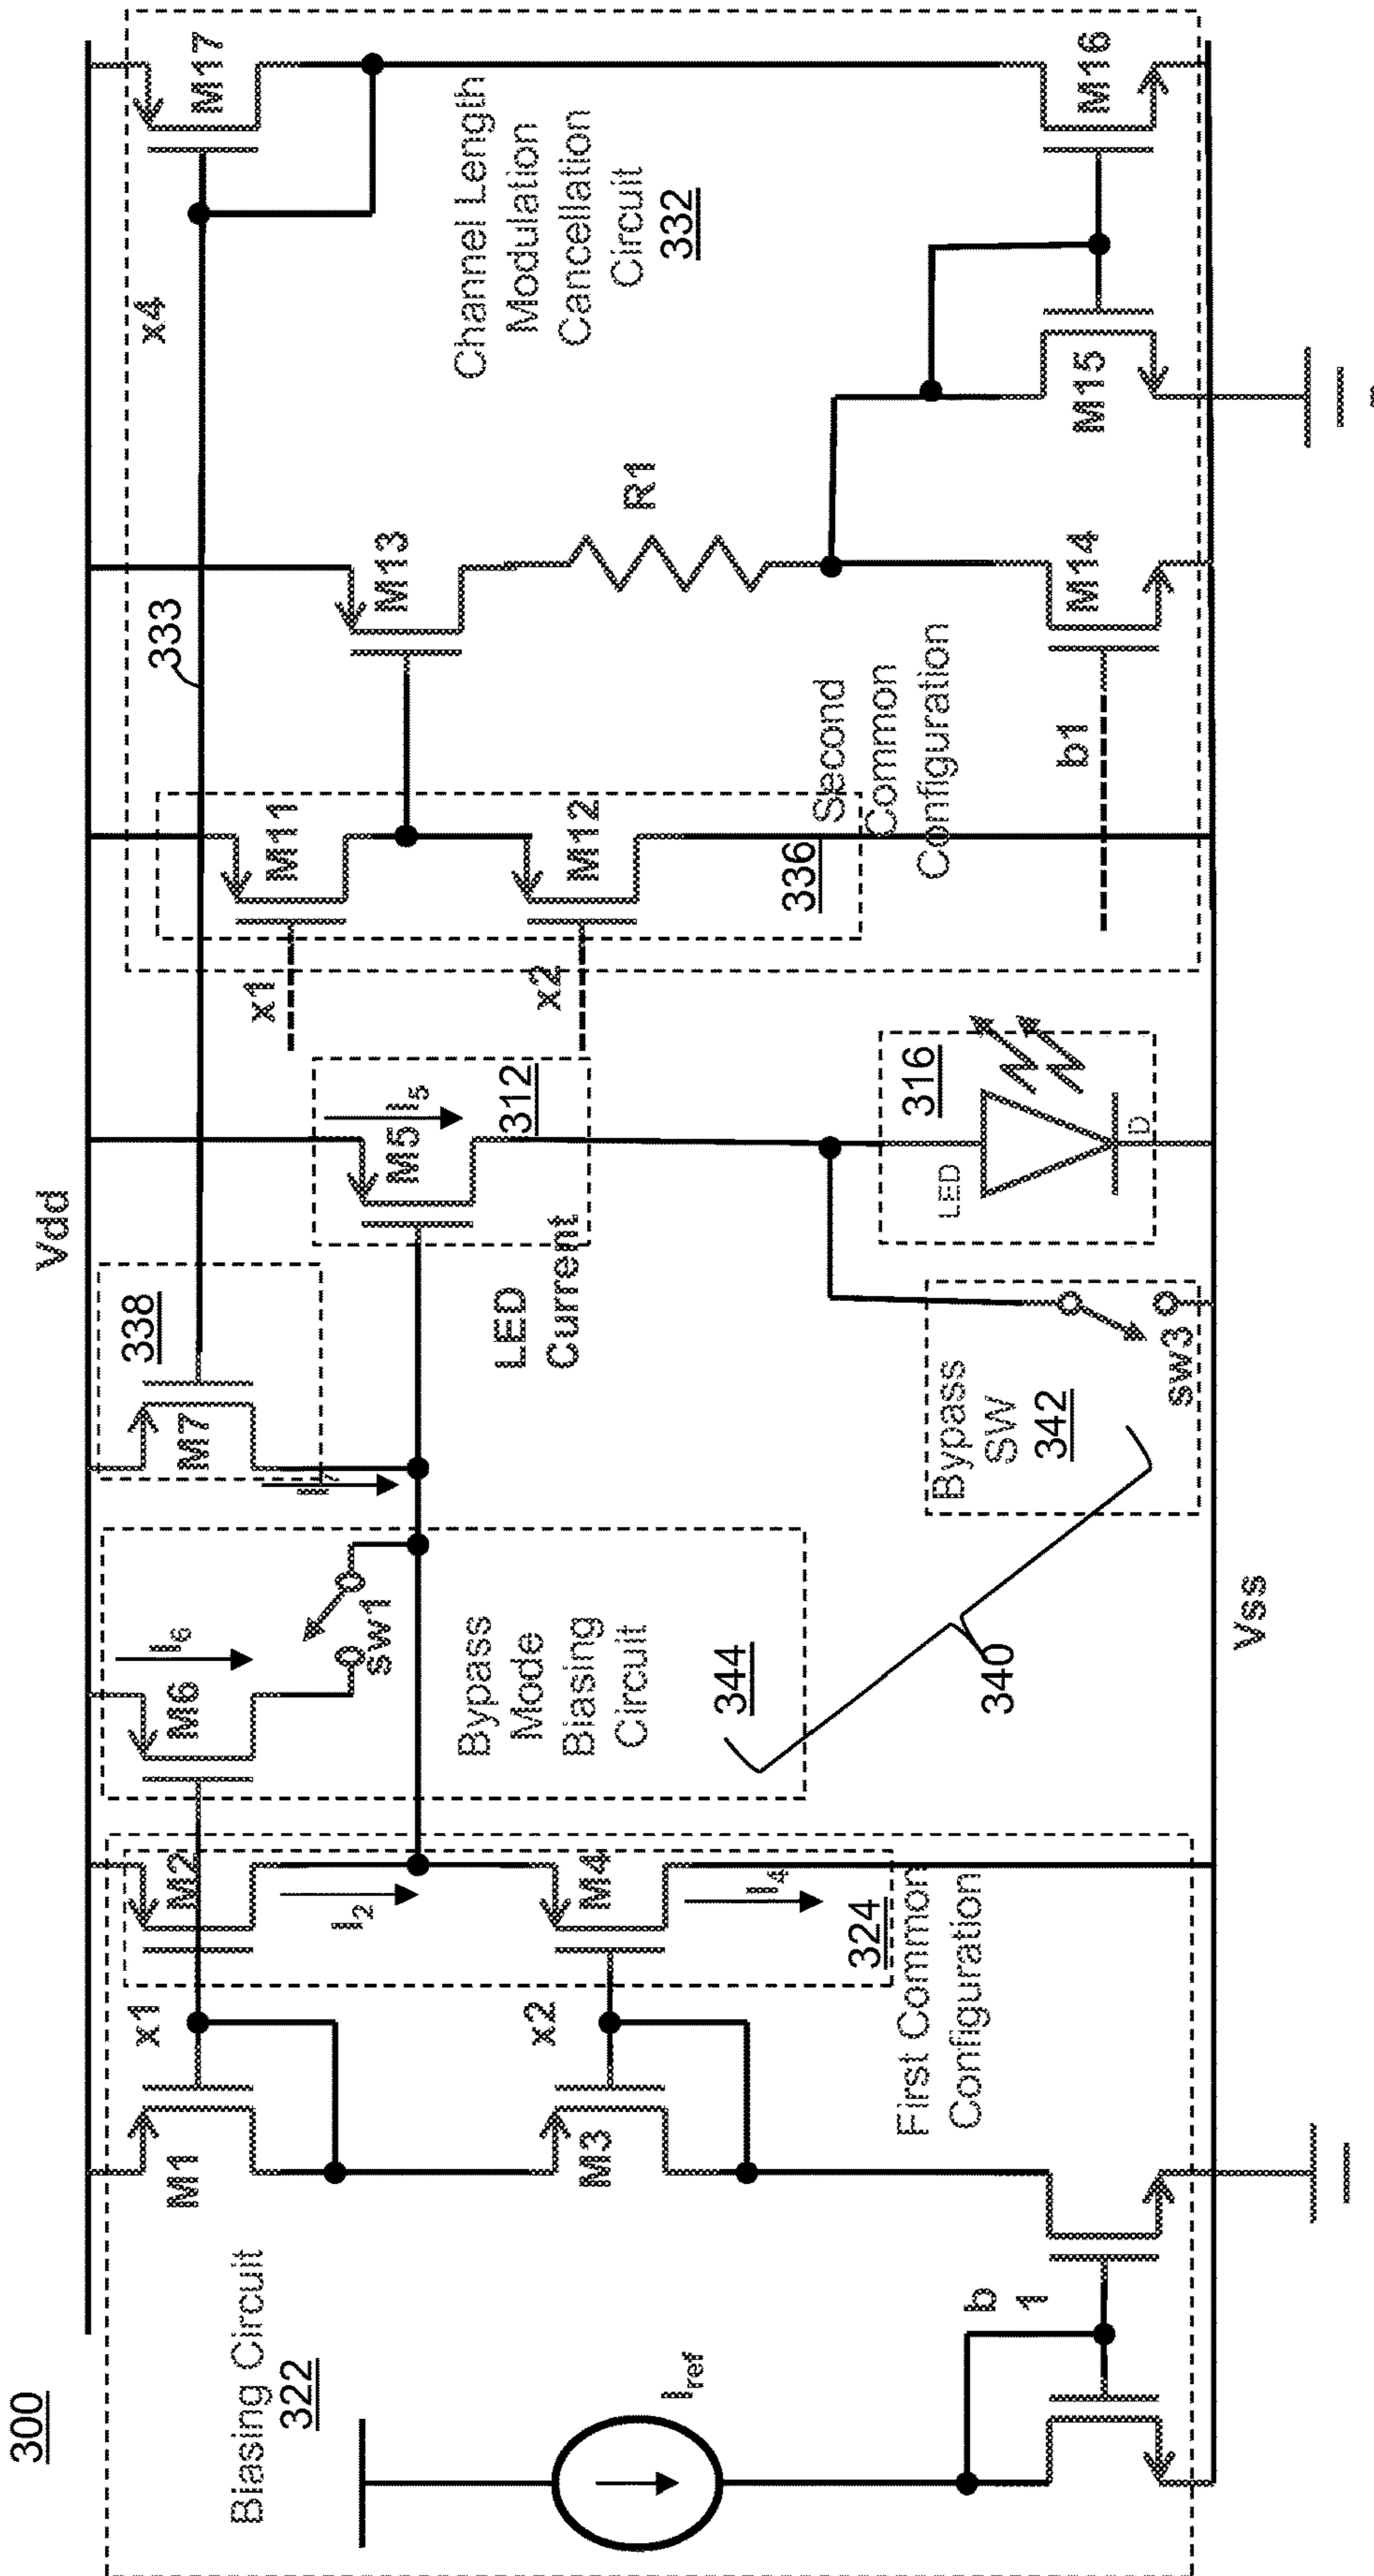 300
Vdd
Biasing Circuit
322
I ref
b
1
M1
x1
M3
x2
M2
I2
M4
I4
324
First Common
Configuration
M6
I6
sw1
Bypass
Mode
Biasing
Circuit
344
340
338
M7
I7
LED
Current
M5
I5
312
Bypass
SW
342
sw3
316
LED
D
x1
x2
M11
M12
336
Second
Common
Configuration
b1
333
M13
R1
M14
x4
Channel Length
Modulation
Cancellation
Circuit
332
M15
M17
M16
Vss